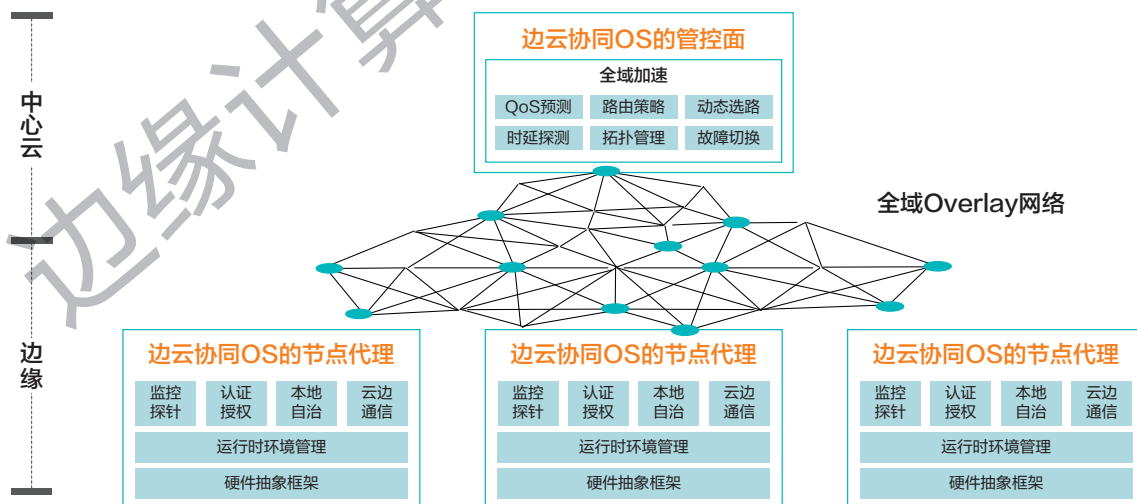 边云协同OS的管控面
全域加速
QoS预测 路由策略 动态选路
时延探测 拓扑管理 故障切换
中心云
全域Overlay网络
边缘
边云协同OS的节点代理
监控探针 认证授权 本地自治 云边通信
运行时环境管理
硬件抽象框架
边云协同OS的节点代理
监控探针 认证授权 本地自治 云边通信
运行时环境管理
硬件抽象框架
边云协同OS的节点代理
监控探针 认证授权 本地自治 云边通信
运行时环境管理
硬件抽象框架
边缘计算